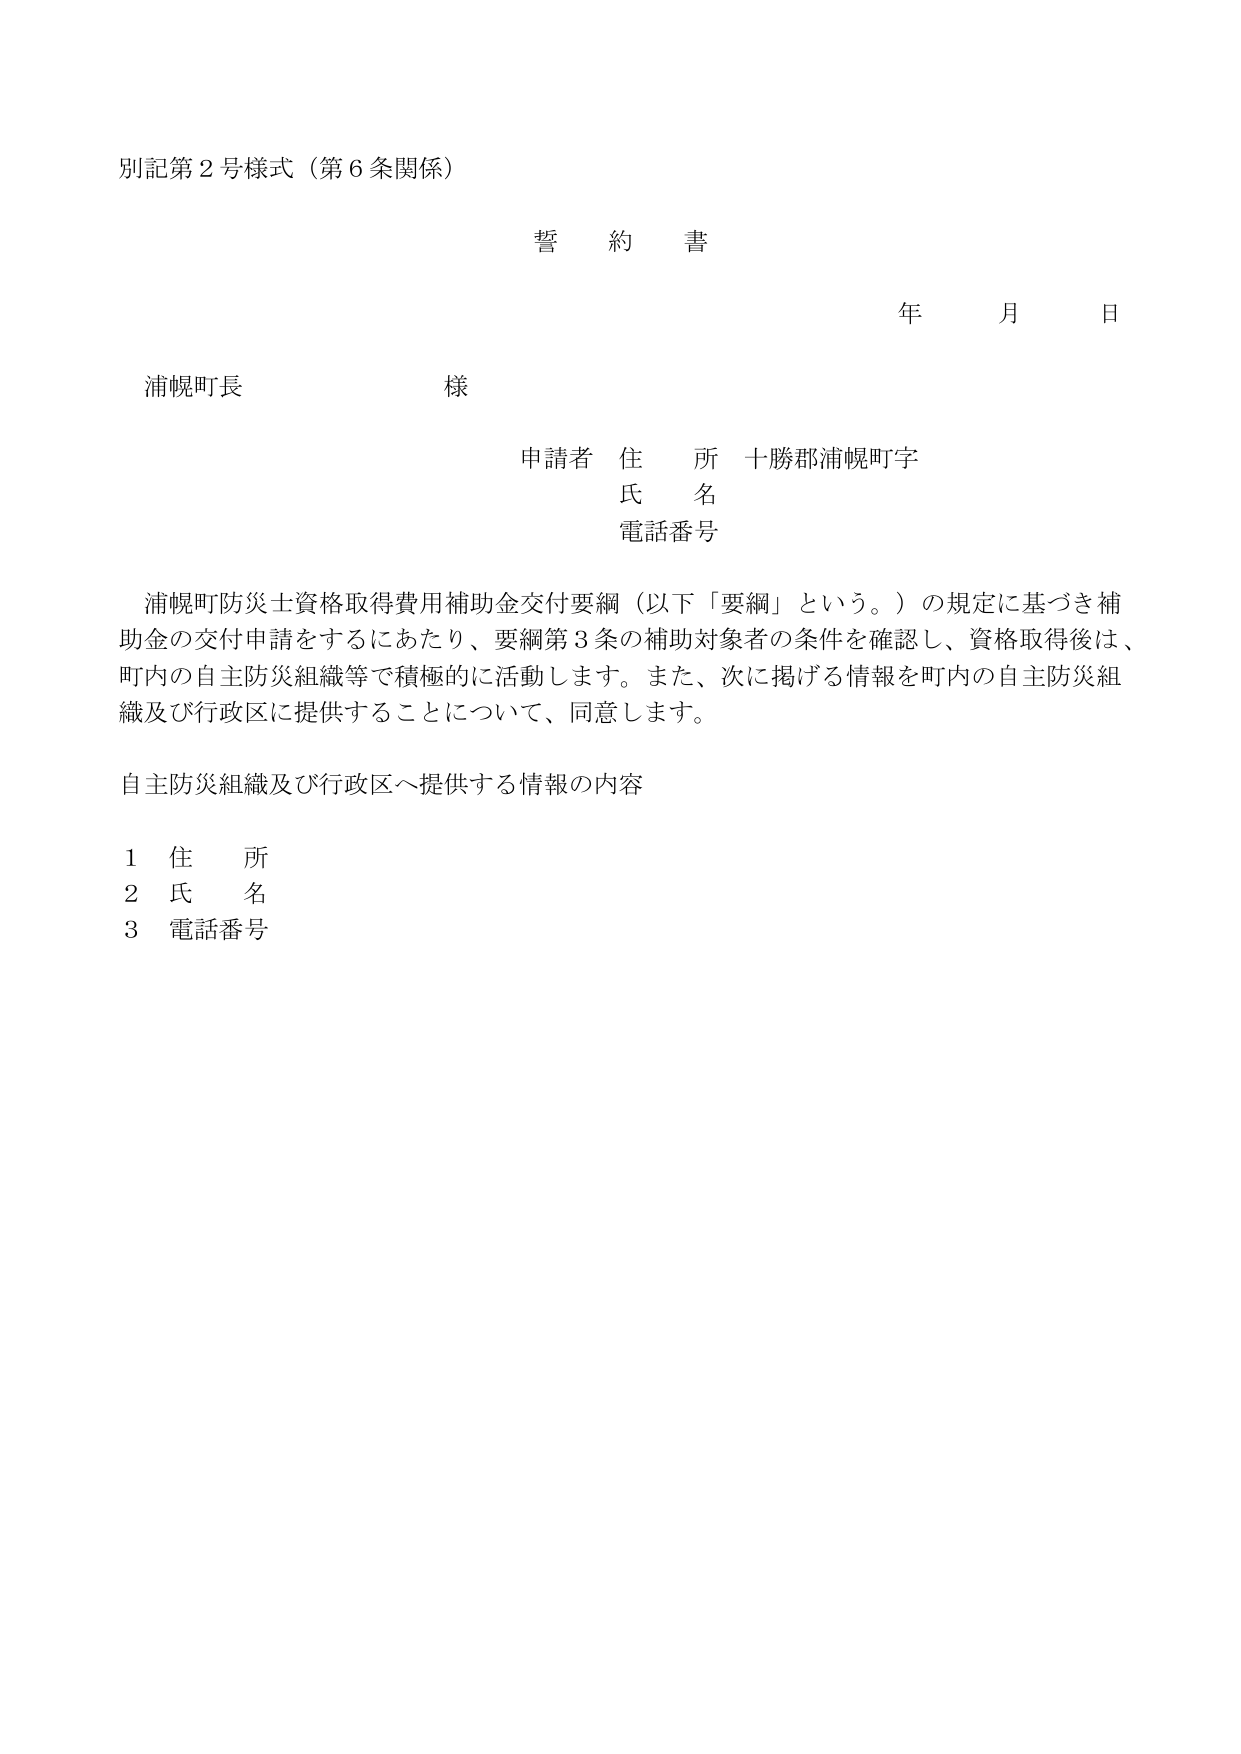 別記第２号様式（第６条関係）
誓　約　書
年　　　月　　　日
浦幌町長　　　　　　　　様
申請者　住　　所　十勝郡浦幌町字
氏　　名
電話番号
浦幌町防災士資格取得費用補助金交付要綱（以下「要綱」という。）の規定に基づき補
助金の交付申請をするにあたり、要綱第３条の補助対象者の条件を確認し、資格取得後は、
町内の自主防災組織等で積極的に活動します。また、次に掲げる情報を町内の自主防災組
織及び行政区に提供することについて、同意します。
自主防災組織及び行政区へ提供する情報の内容
１　住　　所
２　氏　　名
３　電話番号